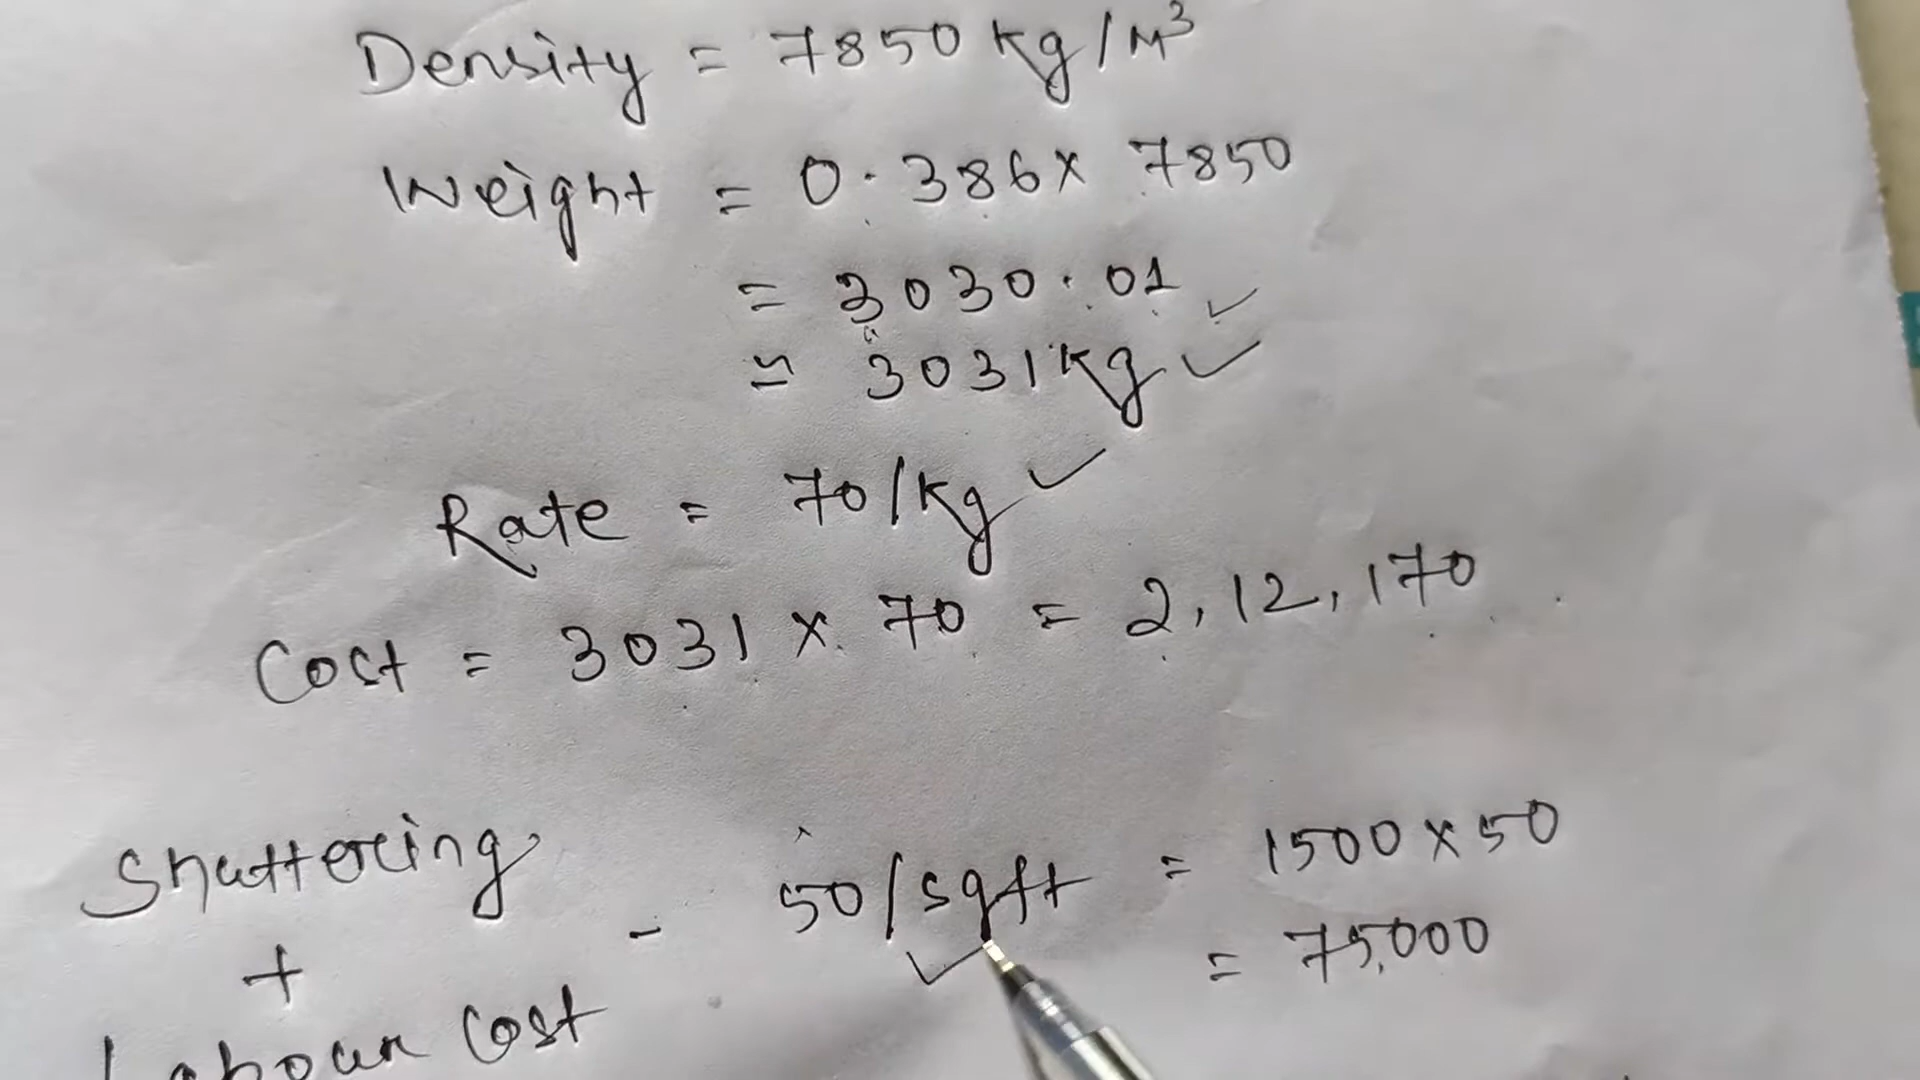 Density = 7850 kg/M³
Weight = 0.386 x 7850
= 3030.01
≈ 3031 kg
Rate = 70/kg
Cost = 3031 x 70 = 2,12,170
Shuttering - 50/sqft = 1500 x 50
+ = 75,000
Labour Cost